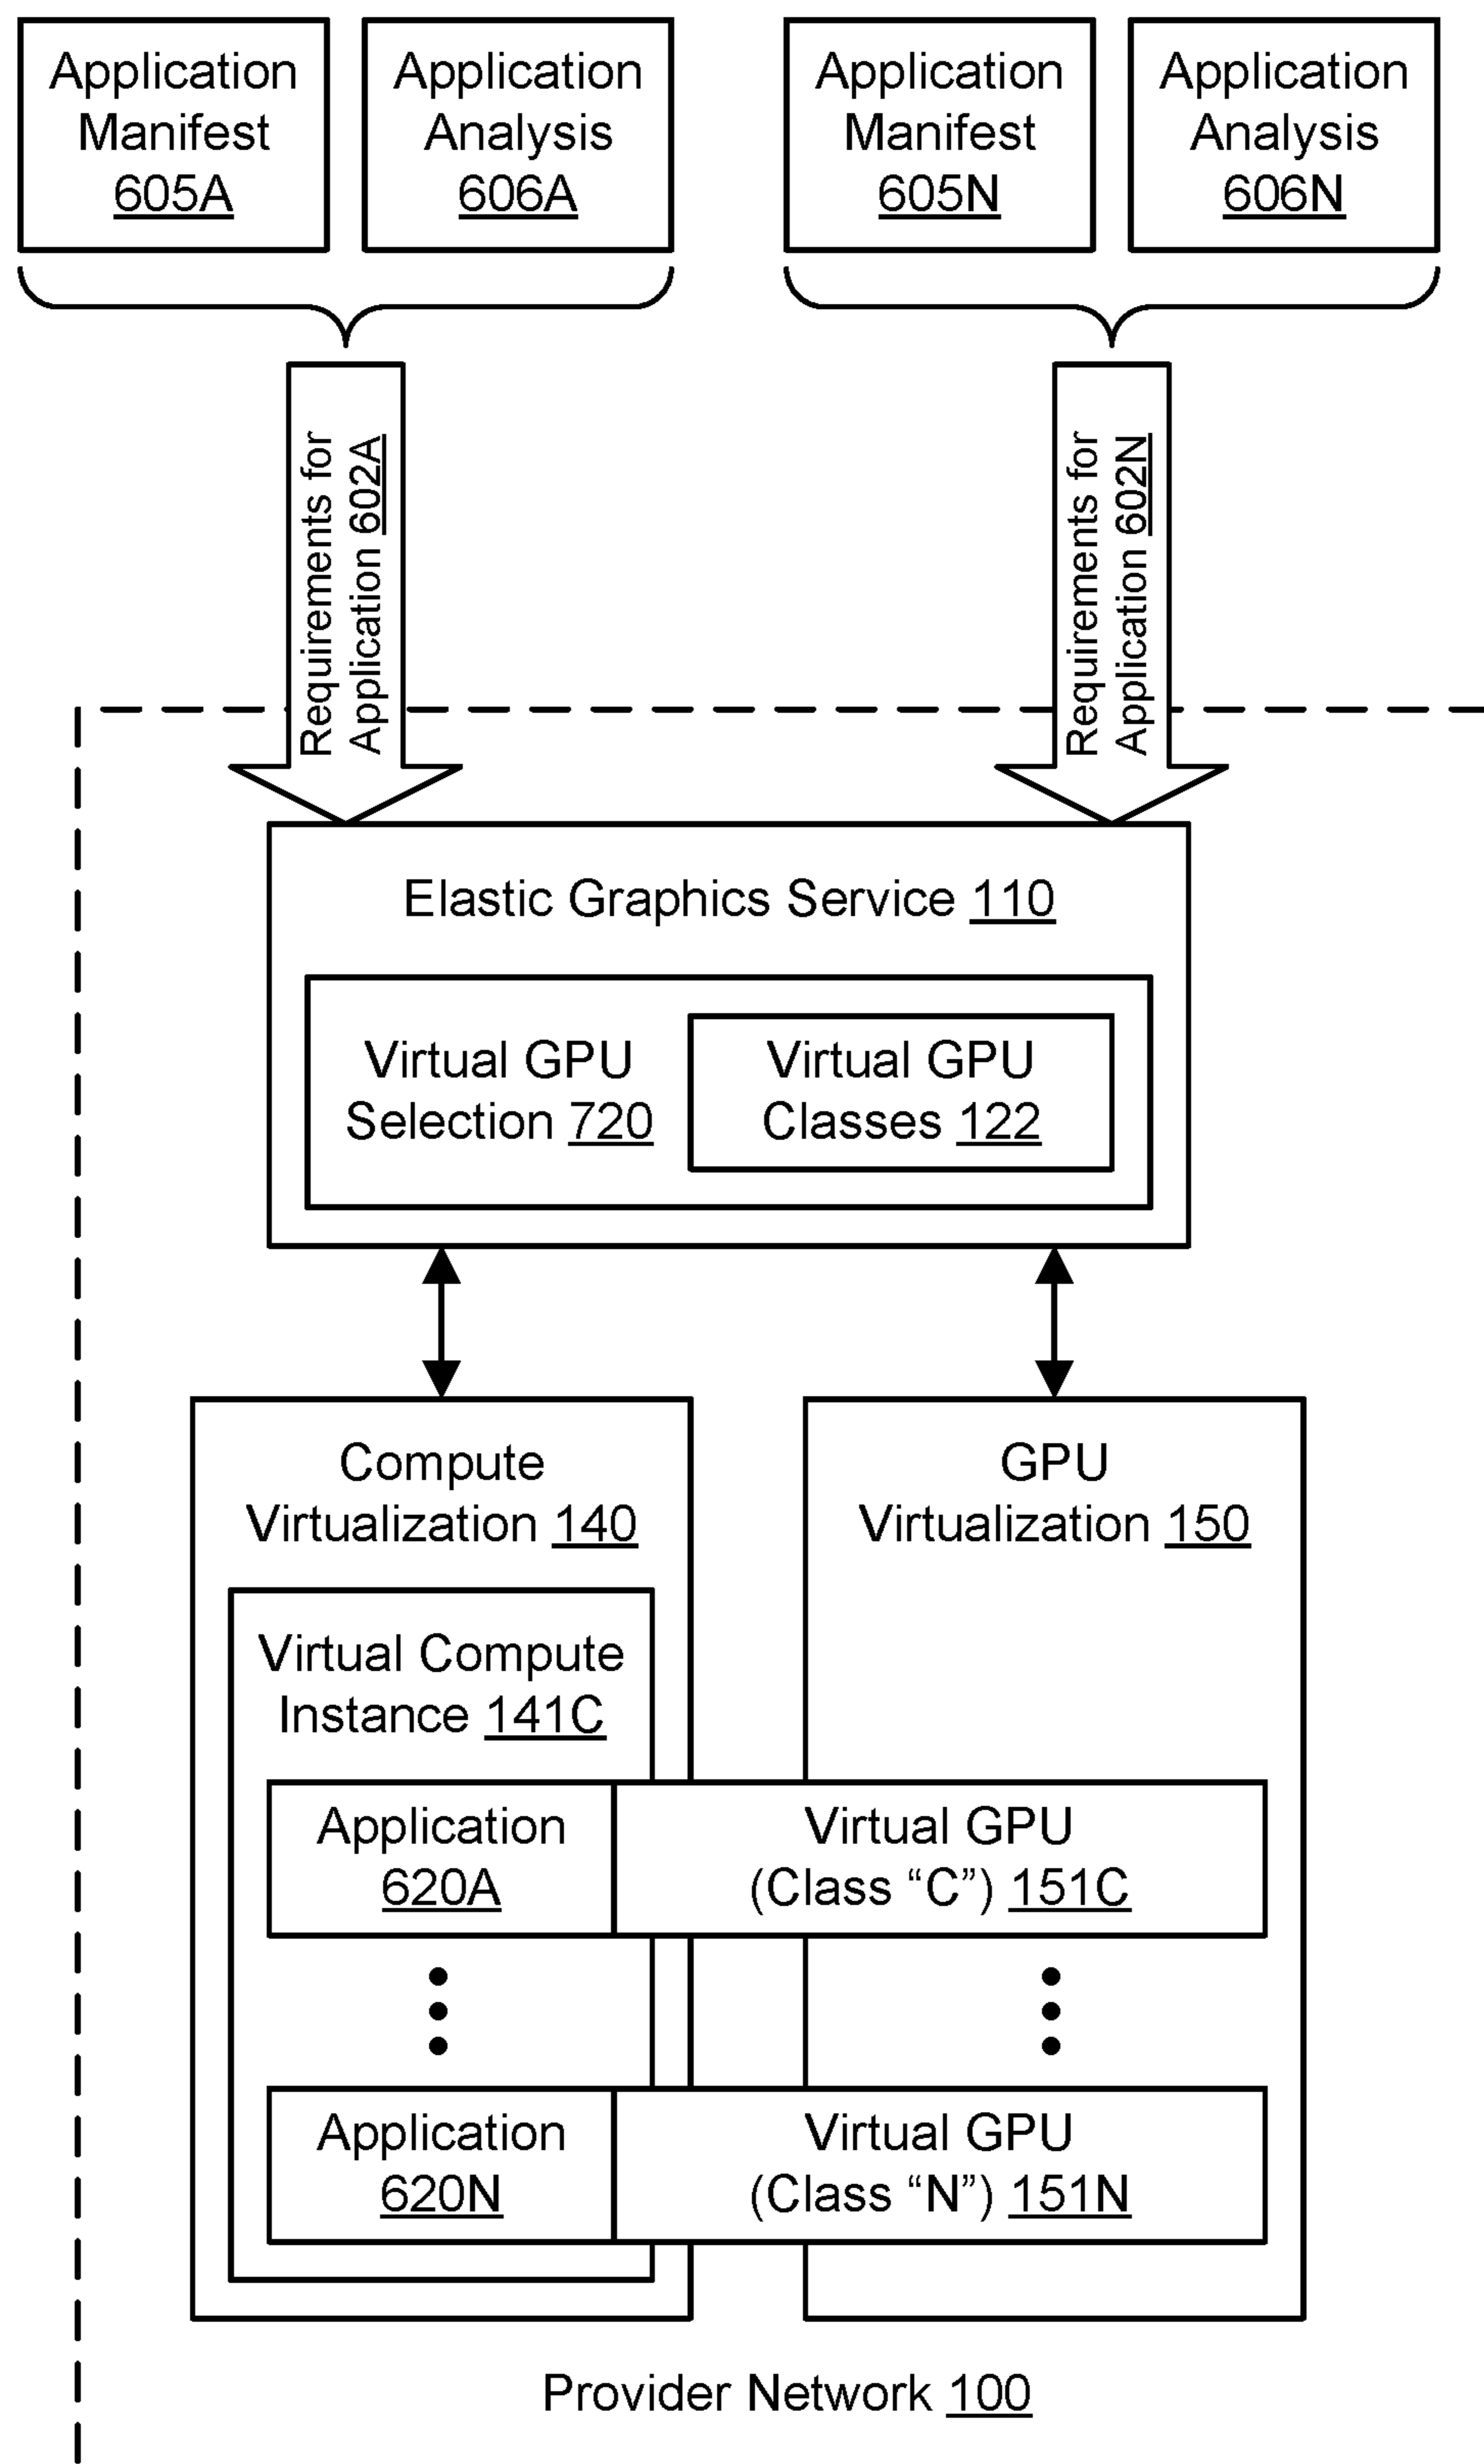 Application
Manifest
605A
Application
Analysis
606A
Application
Manifest
605N
Application
Analysis
606N
Requirements for
Application 602A
Requirements for
Application 602N
Elastic Graphics Service 110
Virtual GPU
Selection 720
Virtual GPU
Classes 122
Compute
Virtualization 140
GPU
Virtualization 150
Virtual Compute
Instance 141C
Application
620A
Virtual GPU
(Class “C”) 151C
Application
620N
Virtual GPU
(Class “N”) 151N
Provider Network 100